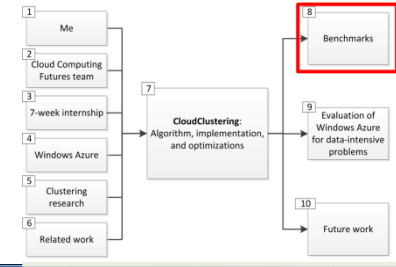 1
Me
2
Cloud Computing
Futures team
3
7-week internship
4
Windows Azure
5
Clustering
research
6
Related work
7
CloudClustering:
Algorithm, implementation,
and optimizations
8
Benchmarks
9
Evaluation of
Windows Azure
for data-intensive
problems
10
Future work